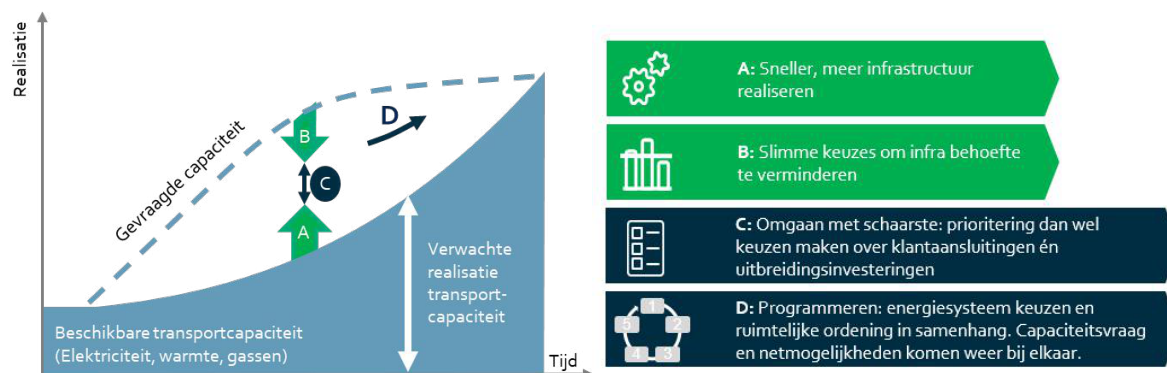 Realisatie
Gevraagde capaciteit
B
D
C
A
Verwachte
realisatie
transport-
capaciteit
Beschikbare transportcapaciteit
(Elektriciteit, warmte, gassen)
Tijd
A: Sneller, meer infrastructuur
realiseren
B: Slimme keuzes om infra behoefte
te verminderen
C: Omgaan met schaarste: prioritering dan wel
keuzen maken over klantaansluitingen én
uitbreidingsinvesteringen
1
2
3
4
5
D: Programmeren: energiesysteem keuzen en
ruimtelijke ordening in samenhang. Capaciteitsvraag
en netmogelijkheden komen weer bij elkaar.